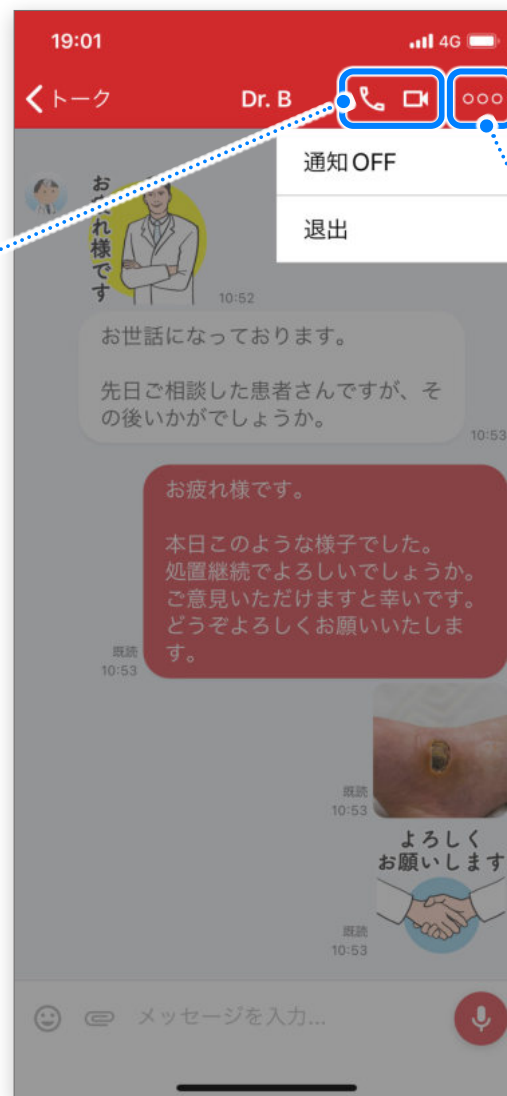 19:01
4G
トーク
Dr. B
通知OFF
退出
お疲れ様です
10:52
お世話になっております。
先日ご相談した患者さんですが、そ
の後いかがでしょうか。
10:53
お疲れ様です。
本日このような様子でした。
処置継続でよろしいでしょうか。
ご意見いただけますと幸いです。
どうぞよろしくお願いいたしま
す。
既読
10:53
既読
10:53
よろしく
お願いします
既読
10:53
メッセージを入力...